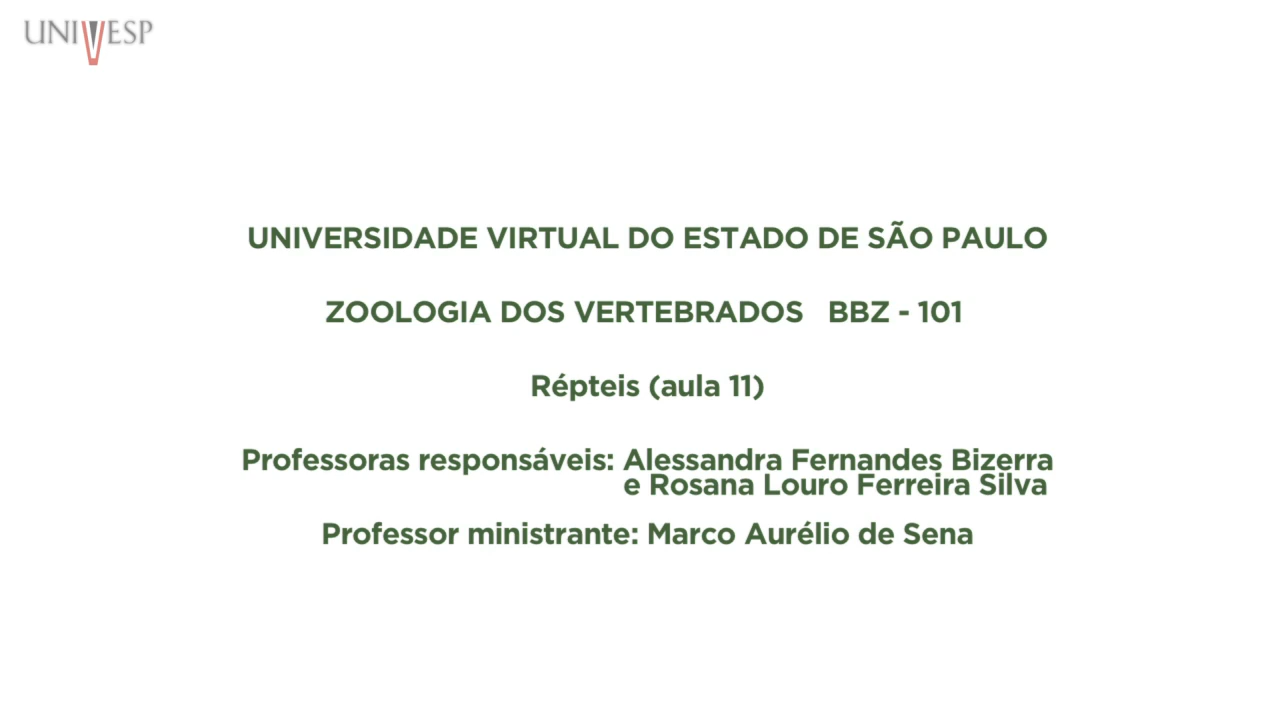 UNIVESP
UNIVERSIDADE VIRTUAL DO ESTADO DE SÃO PAULO
ZOOLOGIA DOS VERTEBRADOS BBZ - 101
Répteis (aula 11)
Professoras responsáveis: Alessandra Fernandes Bizerra
e Rosana Louro Ferreira Silva
Professor ministrante: Marco Aurélio de Sena